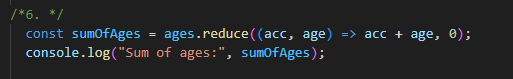 /*6. */
const sumOfAges = ages.reduce((acc, age) => acc + age, 0);
console.log("Sum of ages:", sumOfAges);